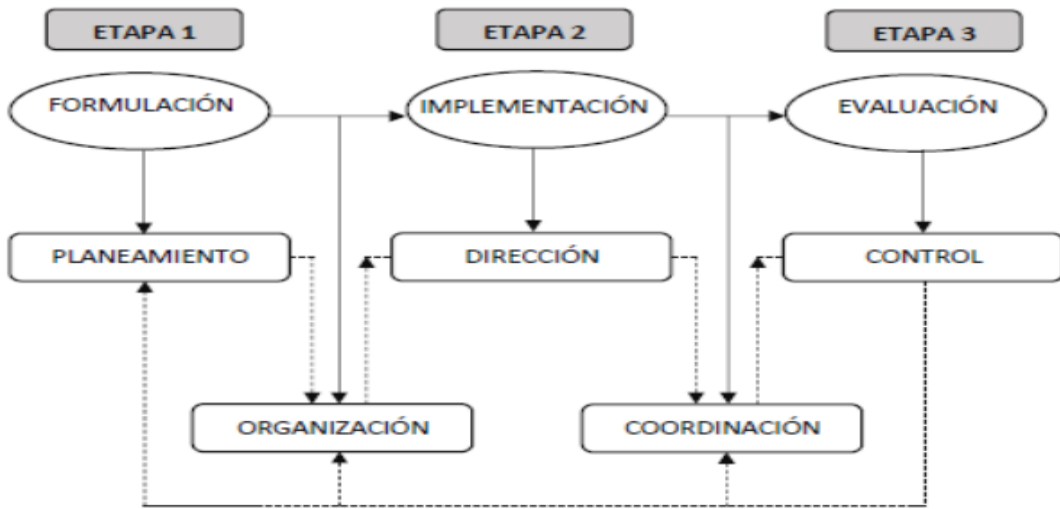 ETAPA 1
ETAPA 2
ETAPA 3
FORMULACIÓN
IMPLEMENTACIÓN
EVALUACIÓN
PLANEAMIENTO
DIRECCIÓN
CONTROL
ORGANIZACIÓN
COORDINACIÓN